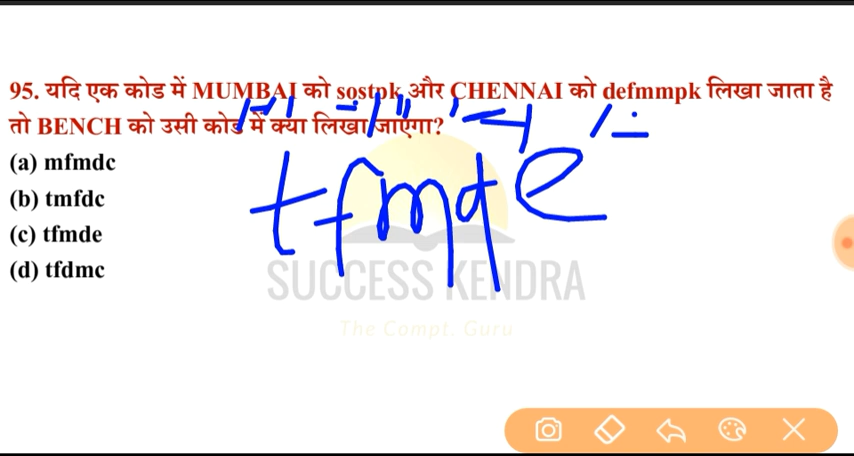 95. यदि एक कोड में MUMBAI को sostpk और CHENNAI को defmmpk लिखा जाता है
तो BENCH को उसी कोड में क्या लिखा जाएगा?
(a) mfmdc
(b) tmfdc
(c) tfmde
(d) tfdmc
tfmde
SUCCESS KENDRA
The Compt. Guru